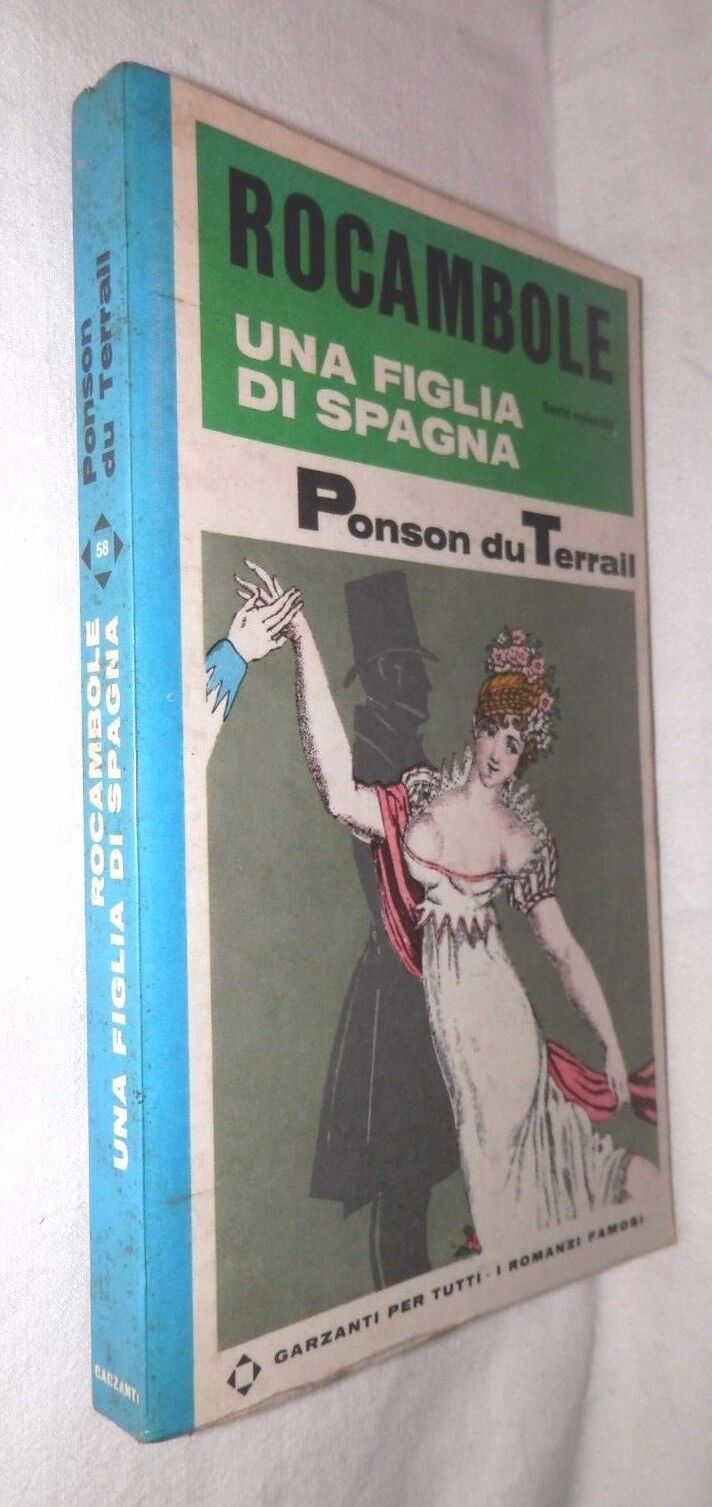 ROCAMBOLE
UNA FIGLIA
DI SPAGNA
Ponson du Terrail
GARZANTI PER TUTTI · I ROMANZI FAMOSI
Ponson
du Terrail
58
ROCAMBOLE
UNA FIGLIA DI SPAGNA
GARZANTI